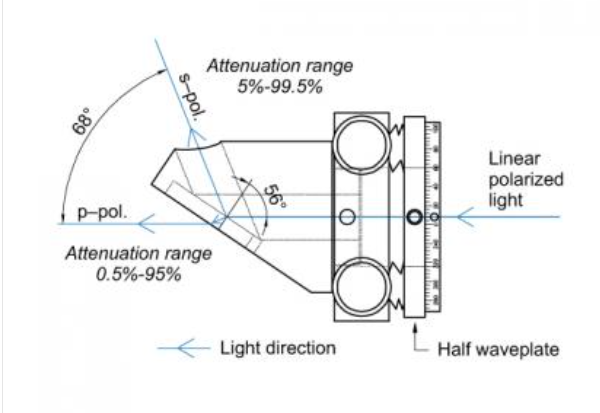 Attenuation range
5%-99.5%
s-pol.
68°
56°
Linear
polarized
light
p-pol.
Attenuation range
0.5%-95%
Light direction
Half waveplate